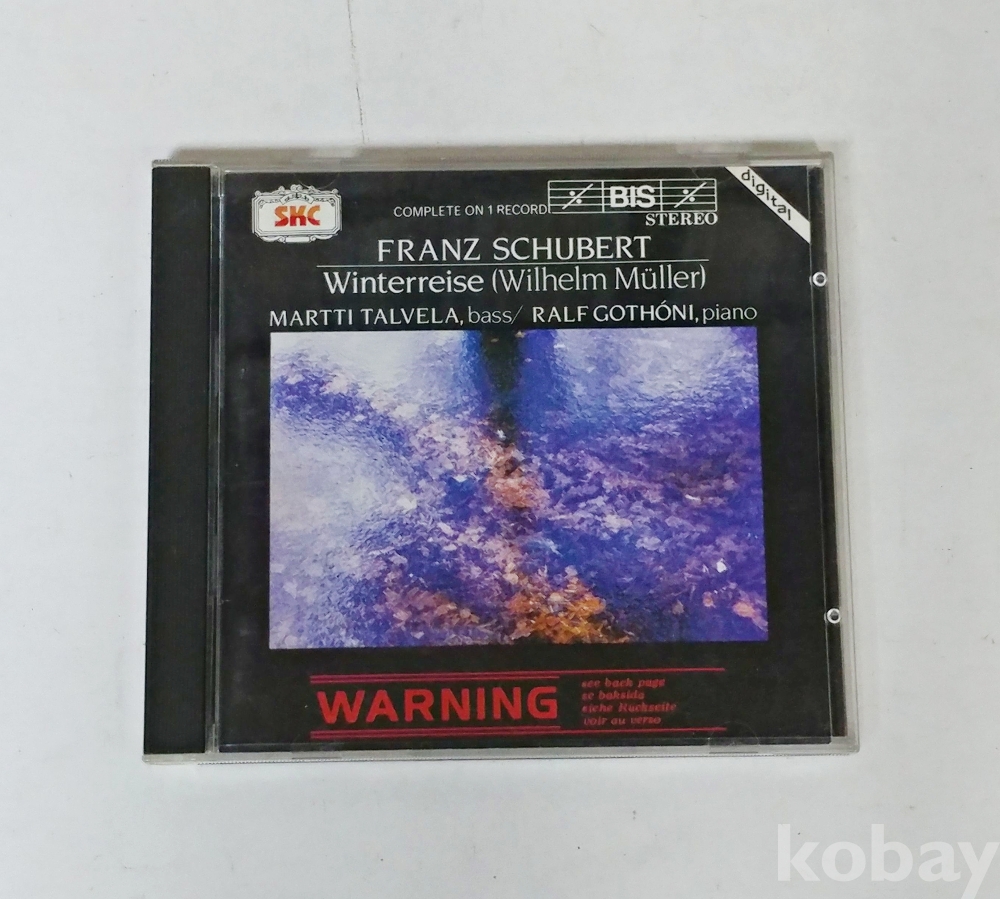 SKC
COMPLETE ON 1 RECORD
BIS
STEREO
digital
FRANZ SCHUBERT
Winterreise (Wilhelm Müller)
MARTTI TALVELA, bass/ RALF GOTHÓNI, piano
WARNING
see back page
se baksida
siehe Rückseite
voir au verso
kobay